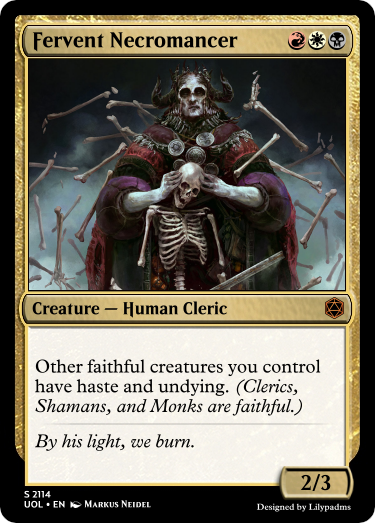 Fervent Necromancer
Creature — Human Cleric
Other faithful creatures you control
have haste and undying. (Clerics,
Shamans, and Monks are faithful.)
By his light, we burn.
2/3
S 2114
UOL • EN Markus Neidel
Designed by Lilypadms